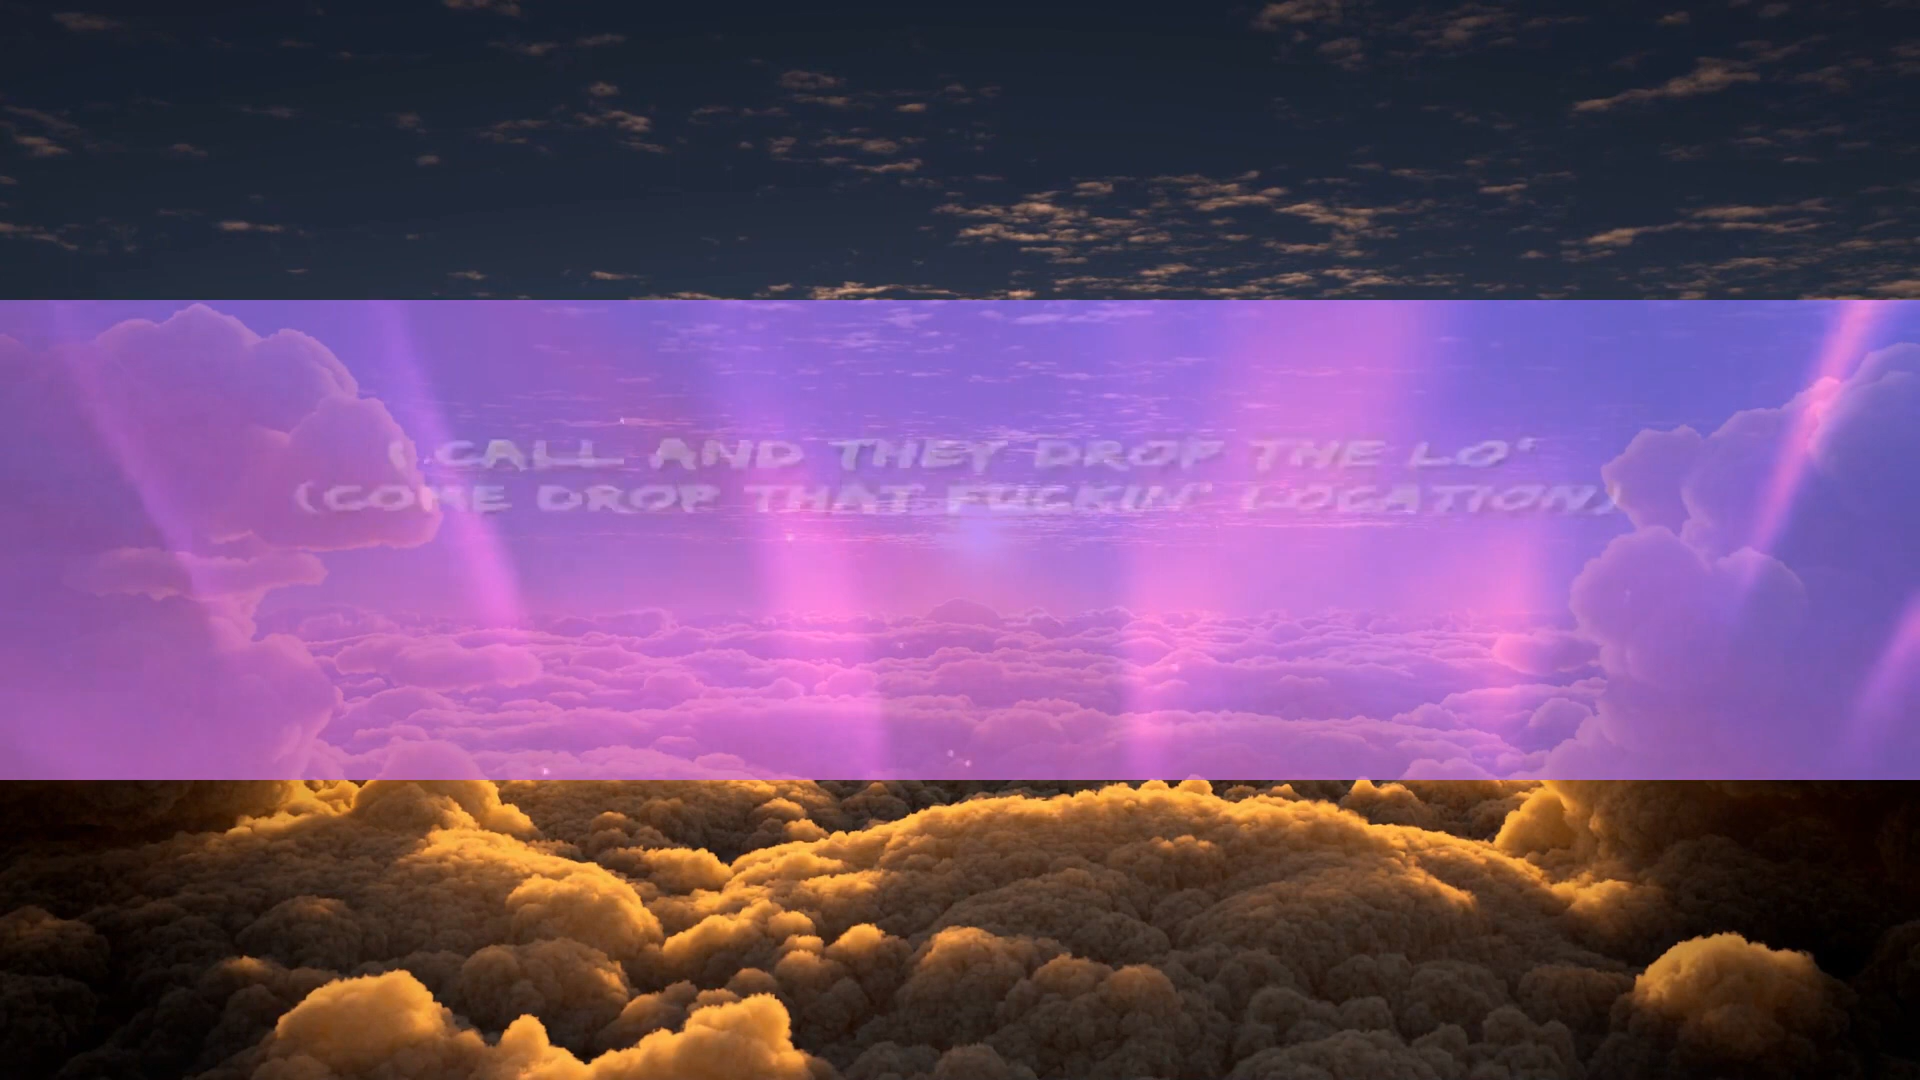 I CALL AND THEY DROP THE LO'
(COME DROP THAT FUCKIN' LOCATION)